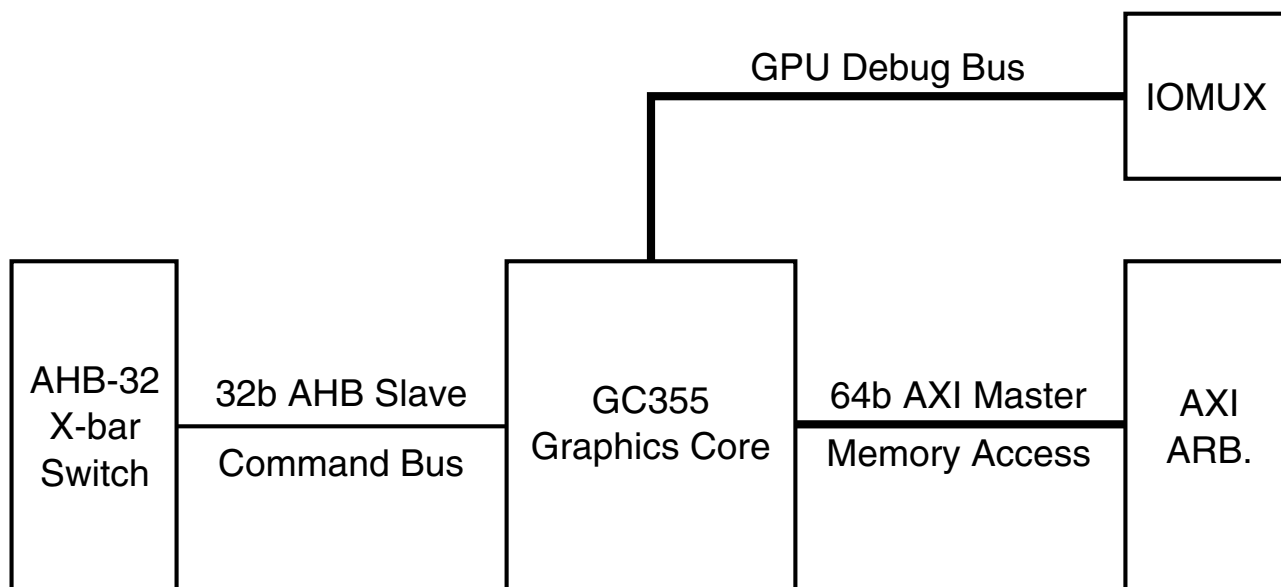 GPU Debug Bus
IOMUX
AHB-32
X-bar
Switch
32b AHB Slave
Command Bus
GC355
Graphics Core
64b AXI Master
Memory Access
AXI
ARB.